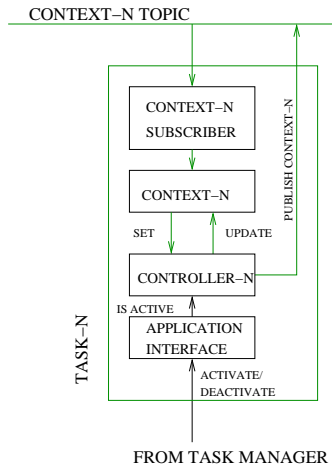 CONTEXT–N TOPIC
CONTEXT–N
SUBSCRIBER
PUBLISH CONTEXT–N
CONTEXT–N
SET
UPDATE
CONTROLLER–N
IS ACTIVE
APPLICATION
INTERFACE
TASK–N
ACTIVATE/
DEACTIVATE
FROM TASK MANAGER